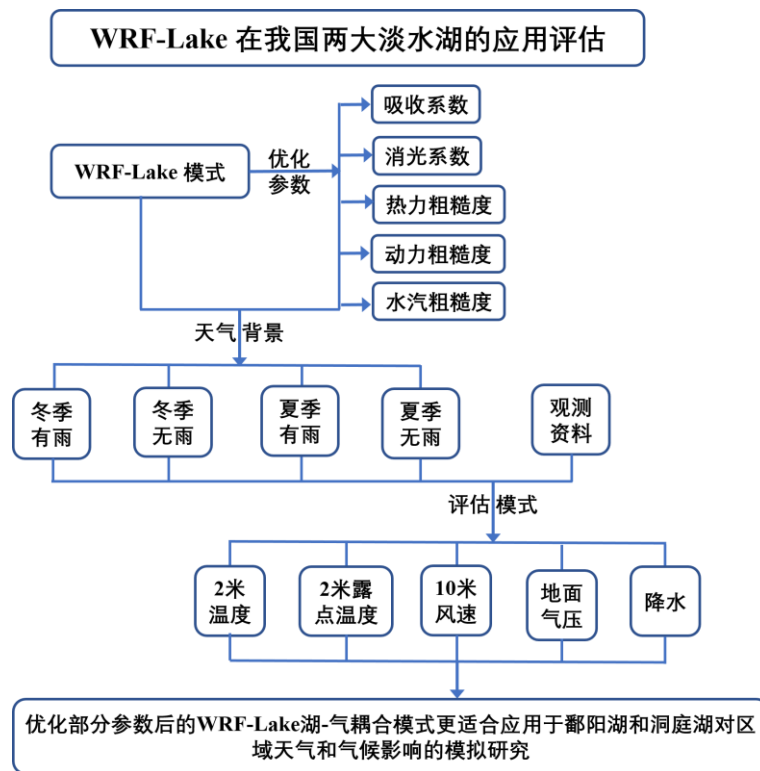 WRF-Lake 在我国两大淡水湖的应用评估
吸收系数
消光系数
WRF-Lake 模式
优化
参数
热力粗糙度
动力粗糙度
水汽粗糙度
天气 背景
冬季
有雨
冬季
无雨
夏季
有雨
夏季
无雨
观测
资料
评估 模式
2米
温度
2米露
点温度
10米
风速
地面
气压
降水
优化部分参数后的WRF-Lake湖-气耦合模式更适合应用于鄱阳湖和洞庭湖对区
域天气和气候影响的模拟研究